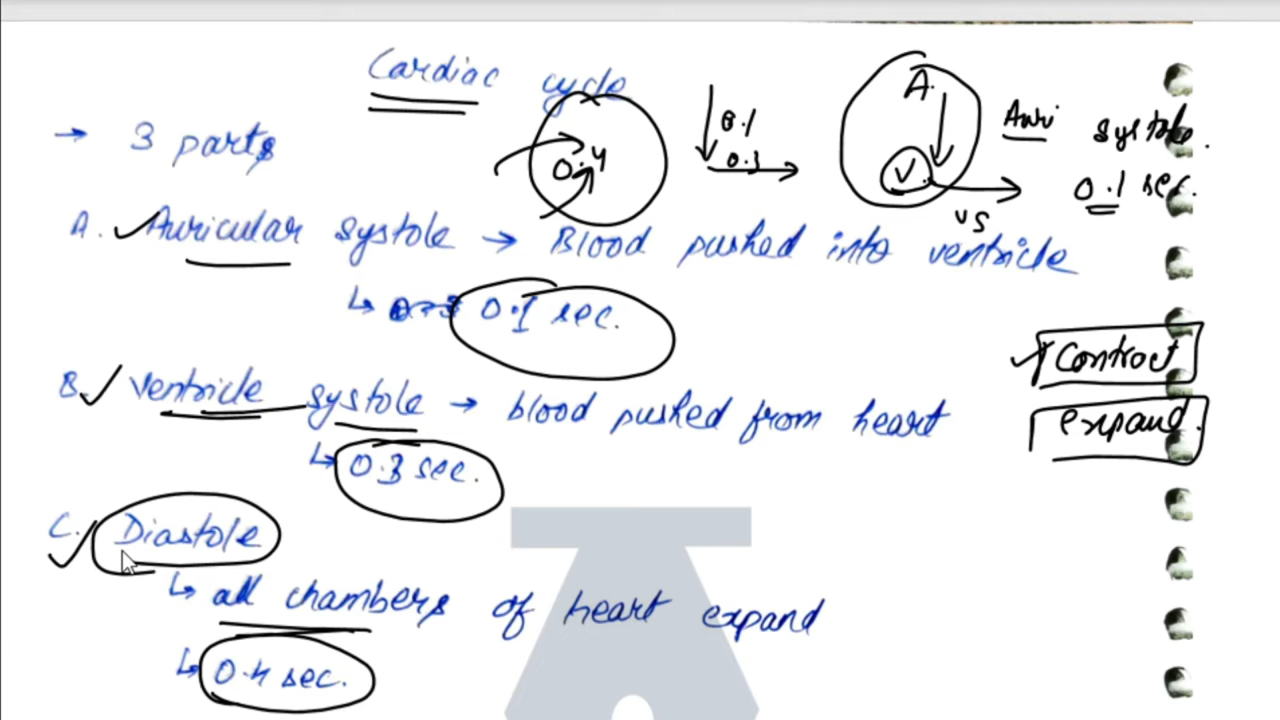 Cardiac cycle
→ 3 parts
0.4
0.1
0.3
A
V
Auri systole.
0.1 sec.
VS
A. Auricular systole → Blood pushed into ventricle
↳ 0.1 sec.
Contract
expand.
B. Ventricle systole → blood pushed from heart
↳ 0.3 sec.
C. Diastole
↳ all chambers of heart expand
↳ 0.4 sec.